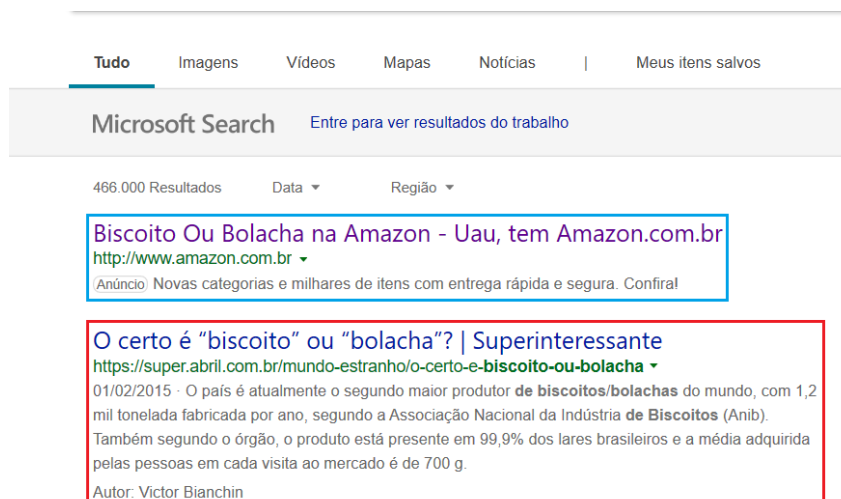 Tudo Imagens Vídeos Mapas Notícias | Meus itens salvos
Microsoft Search Entre para ver resultados do trabalho
466.000 Resultados Data Região
Biscoito Ou Bolacha na Amazon - Uau, tem Amazon.com.br
http://www.amazon.com.br
Anúncio Novas categorias e milhares de itens com entrega rápida e segura. Confira!
O certo é “biscoito” ou “bolacha”? | Superinteressante
https://super.abril.com.br/mundo-estranho/o-certo-e-biscoito-ou-bolacha
01/02/2015 · O país é atualmente o segundo maior produtor de biscoitos/bolachas do mundo, com 1,2
mil tonelada fabricada por ano, segundo a Associação Nacional da Indústria de Biscoitos (Anib).
Também segundo o órgão, o produto está presente em 99,9% dos lares brasileiros e a média adquirida
pelas pessoas em cada visita ao mercado é de 700 g.
Autor: Victor Bianchin